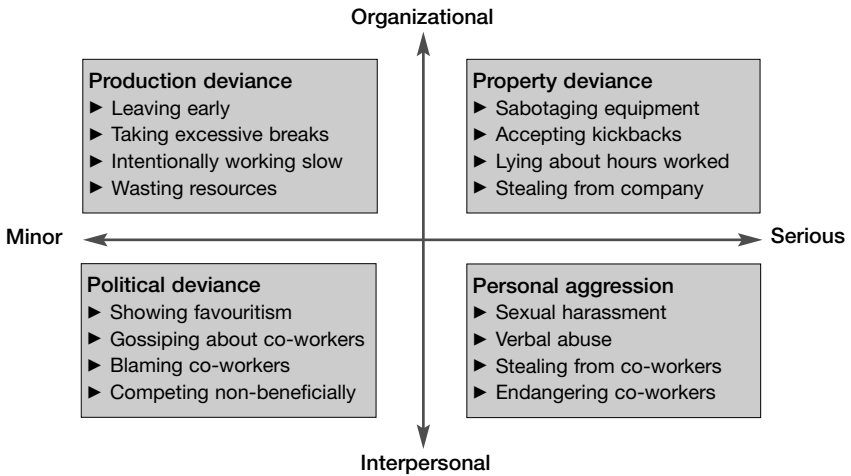 Organizational
Production deviance
► Leaving early
► Taking excessive breaks
► Intentionally working slow
► Wasting resources
Property deviance
► Sabotaging equipment
► Accepting kickbacks
► Lying about hours worked
► Stealing from company
Minor
Serious
Political deviance
► Showing favouritism
► Gossiping about co-workers
► Blaming co-workers
► Competing non-beneficially
Personal aggression
► Sexual harassment
► Verbal abuse
► Stealing from co-workers
► Endangering co-workers
Interpersonal